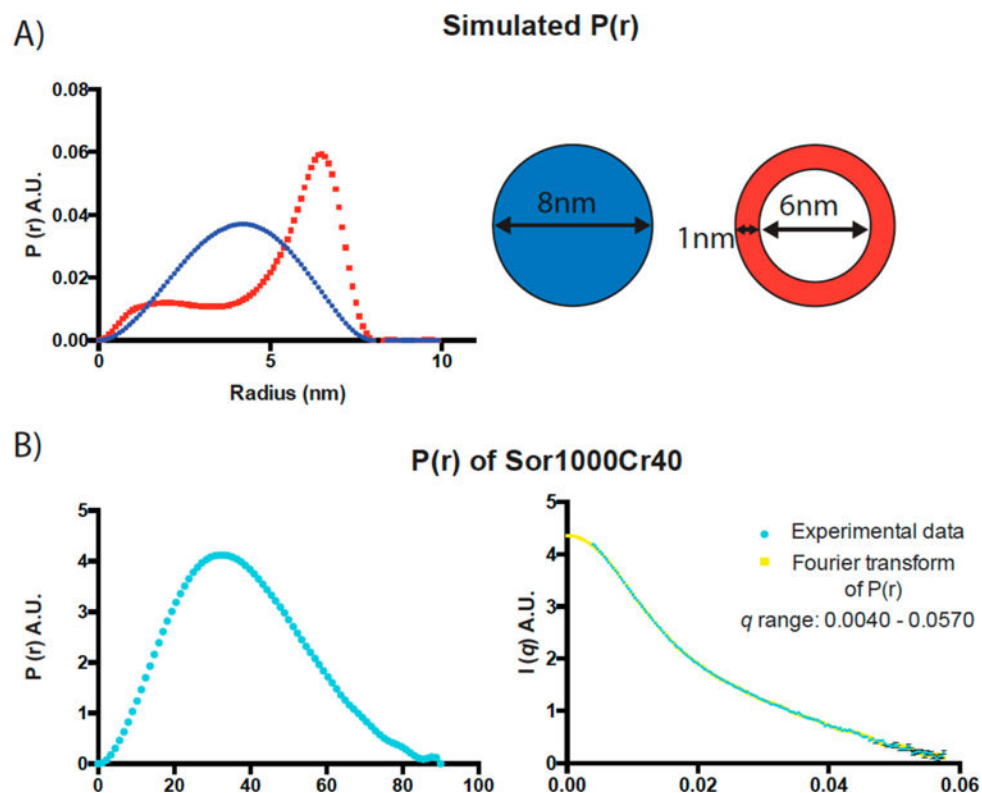 A)
Simulated P(r)
P (r) A.U.
0.08
0.06
0.04
0.02
0.00
0
5
10
Radius (nm)
8nm
6nm
1nm
B)
P(r) of Sor1000Cr40
P (r) A.U.
5
4
3
2
1
0
0
20
40
60
80
100
I (q) A.U.
5
4
3
2
1
0
0.00
0.02
0.04
0.06
Experimental data
Fourier transform
of P(r)
q range: 0.0040 - 0.0570